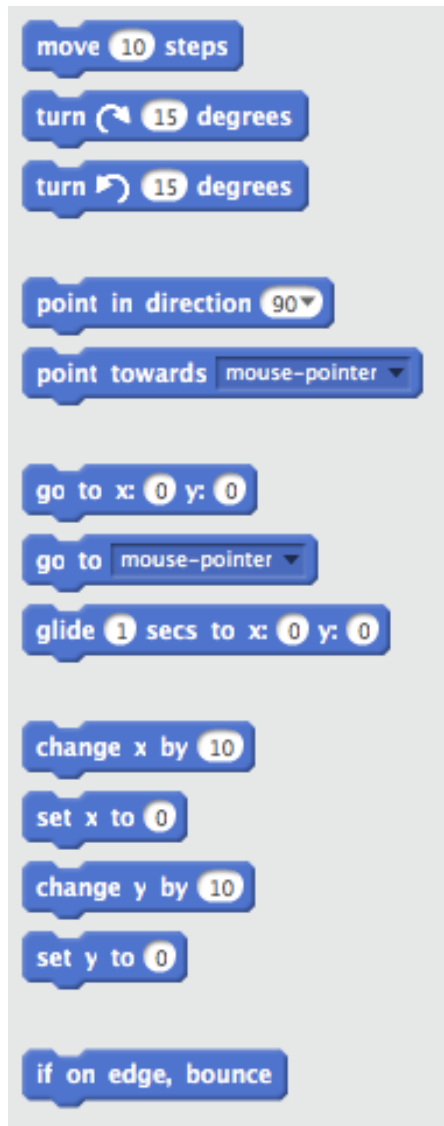 move 10 steps
turn 15 degrees
turn 15 degrees
point in direction 90
point towards mouse-pointer
go to x: 0 y: 0
go to mouse-pointer
glide 1 secs to x: 0 y: 0
change x by 10
set x to 0
change y by 10
set y to 0
if on edge, bounce